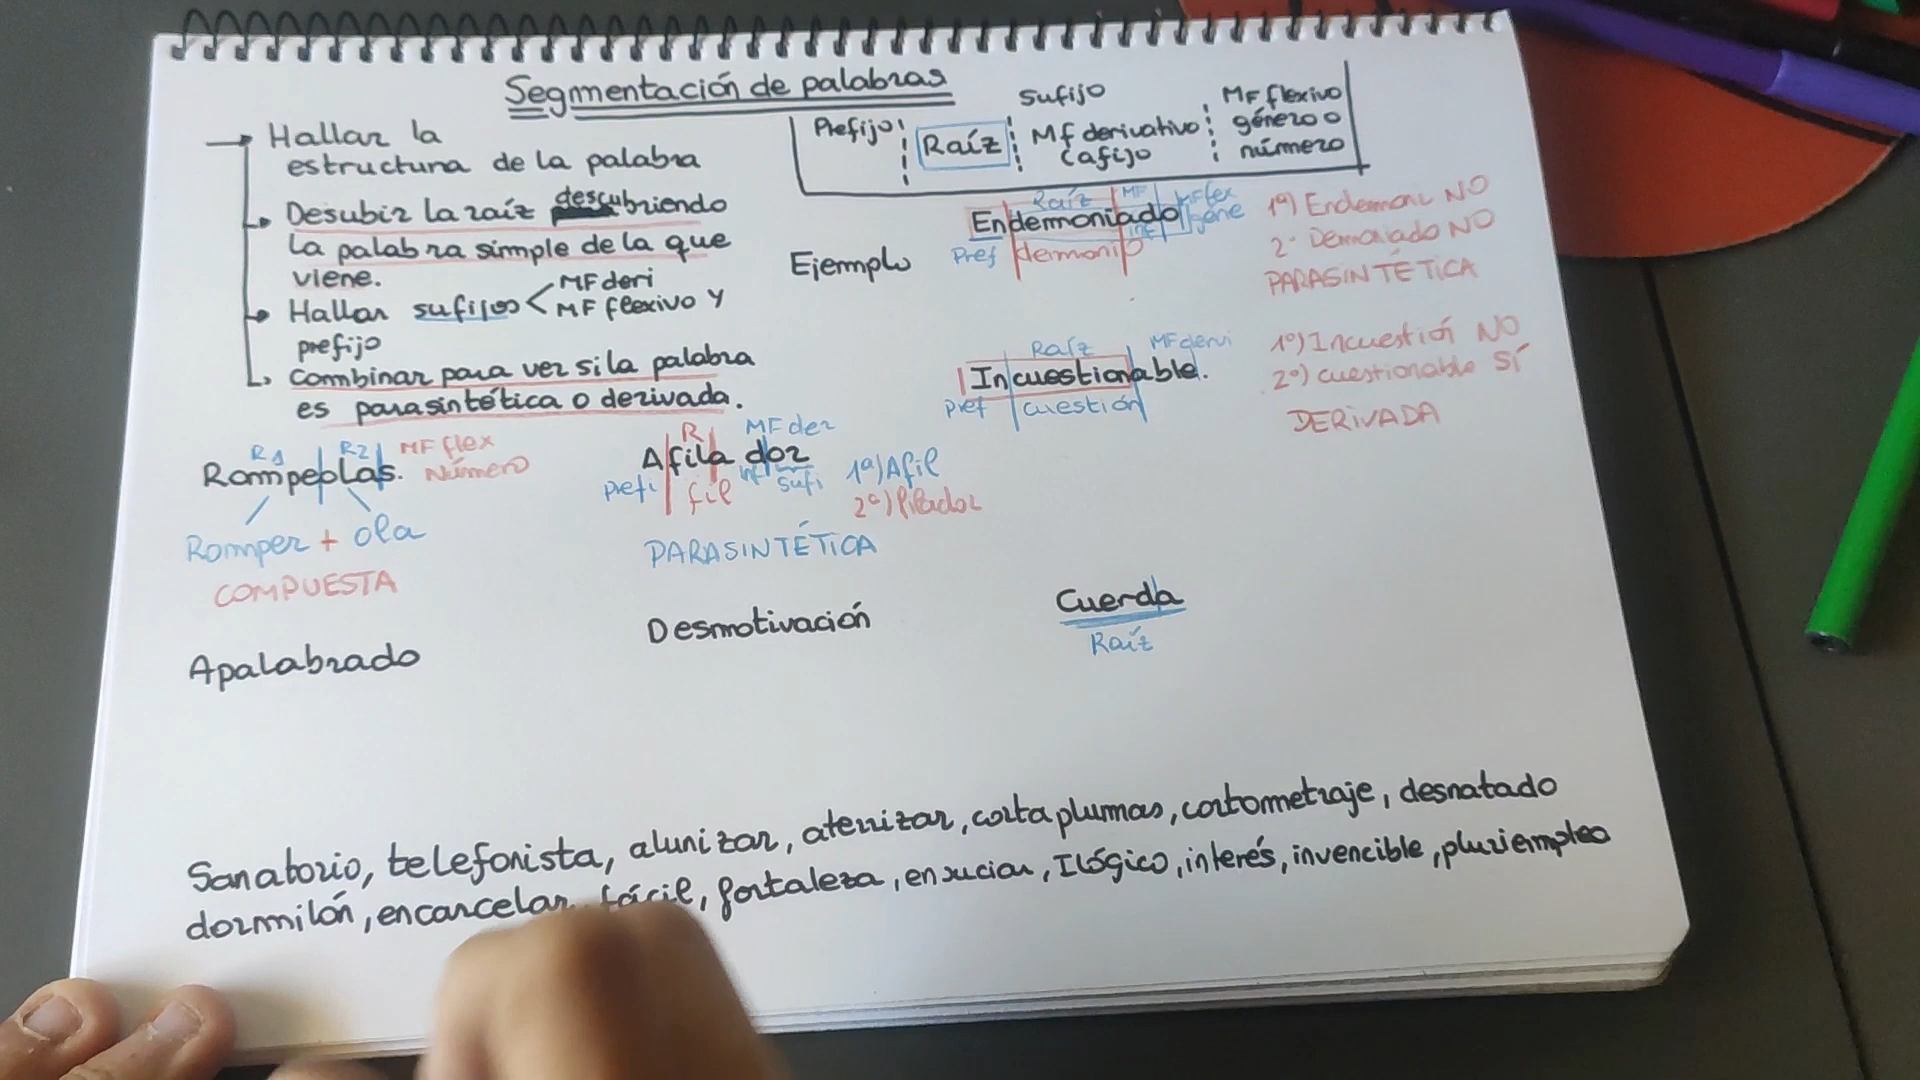 Segmentación de palabras
Hallar la
estructura de la palabra
Desubir la raíz descubriendo
la palabra simple de la que
viene.
Hallar sufijos < MF deri
MF flexivo y
prefijo
Combinar para ver si la palabra
es parasintética o derivada.
Prefijo
Raíz
sufijo
Mf derivativo
(afijo
MF flexivo
género o
número
Ejemplo
Raíz MF MFlex
géne
Endemoniado
Pref demonio
NO
2º NO
PARASINTÉTICA
Raíz MF deri
Incuestionable.
pref cuestión
1º) Incuestión NO
2º) cuestionable SÍ
DERIVADA
R1 R2 MF flex
Número
Rompeolas.
Romper + ola
COMPUESTA
R MF der
Afilador
prefi fil inf sufi
1º) Afil
2º) filador
PARASINTÉTICA
Apalabrado
Desmotivación
Cuerda
Raíz
Sanatorio, telefonista, alunizar, aterrizar, cortaplumas, cortometraje, desnatado
dormilón, encarcelar, fácil, fortaleza, ensuciar, Ilógico, interés, invencible, pluriempleo